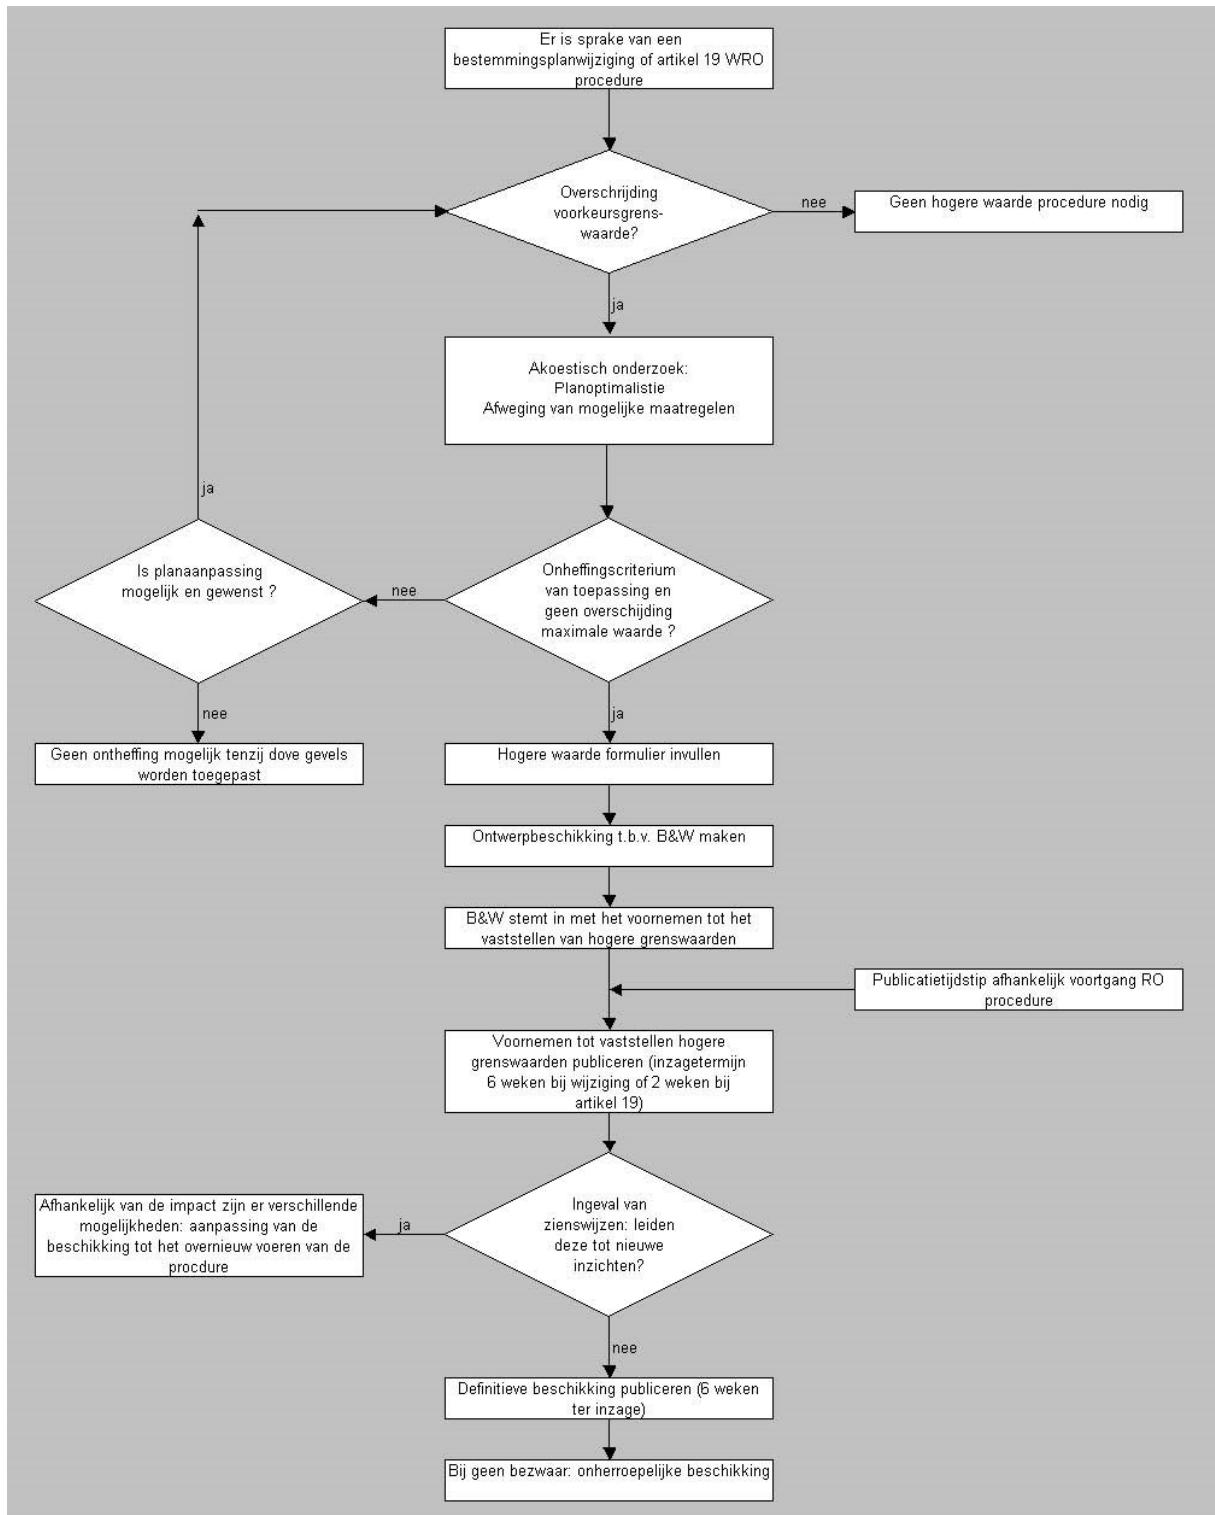 Er is sprake van een
bestemmingsplanwijziging of artikel 19 WRO
procedure
Overschrijding
voorkeursgrens-
waarde?
nee
Geen hogere waarde procedure nodig
ja
Akoestisch onderzoek:
Planoptimalistie
Afweging van mogelijke maatregelen
ja
Is planaanpassing
mogelijk en gewenst ?
nee
Onheffingscriterium
van toepassing en
geen overschijding
maximale waarde ?
nee
ja
Geen ontheffing mogelijk tenzij dove gevels
worden toegepast
Hogere waarde formulier invullen
Ontwerpbeschikking t.b.v. B&W maken
B&W stemt in met het voornemen tot het
vaststellen van hogere grenswaarden
Publicatietijdstip afhankelijk voortgang RO
procedure
Voornemen tot vaststellen hogere
grenswaarden publiceren (inzagetermijn
6 weken bij wijziging of 2 weken bij
artikel 19)
Afhankelijk van de impact zijn er verschillende
mogelijkheden: aanpassing van de
beschikking tot het overnieuw voeren van de
procdure
ja
Ingeval van
zienswijzen: leiden
deze tot nieuwe
inzichten?
nee
Definitieve beschikking publiceren (6 weken
ter inzage)
Bij geen bezwaar: onherroepelijke beschikking